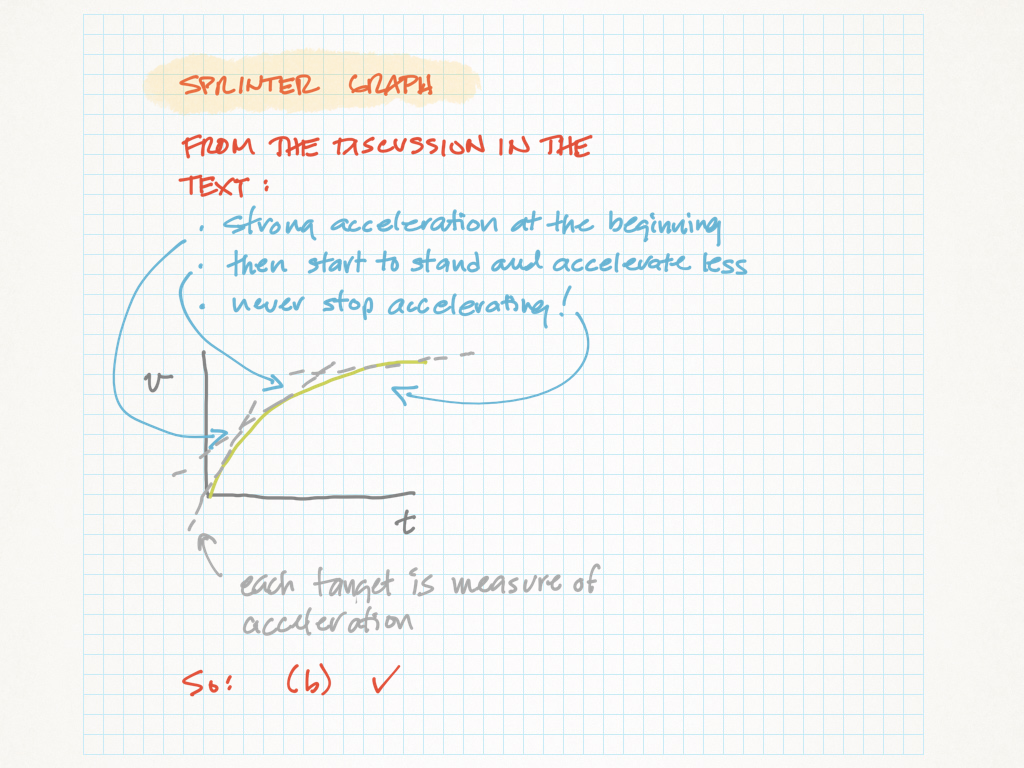 SPRINTER GRAPH
FROM THE DISCUSSION IN THE
TEXT:
• strong acceleration at the beginning
• then start to stand and accelerate less
• never stop accelerating!
v
t
each tanget is measure of
acceleration
So: (b) ✓